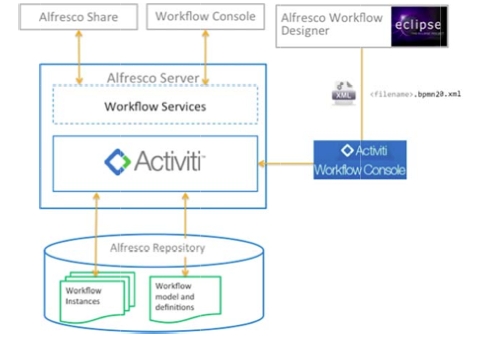 Alfresco Share
Workflow Console
Alfresco Workflow
Designer
eclipse
Alfresco Server
Workflow Services
XML
<filename>.bpmn20.xml
Activiti
Activiti
Workflow Console
Alfresco Repository
Workflow
Instances
Workflow
model and
definitions